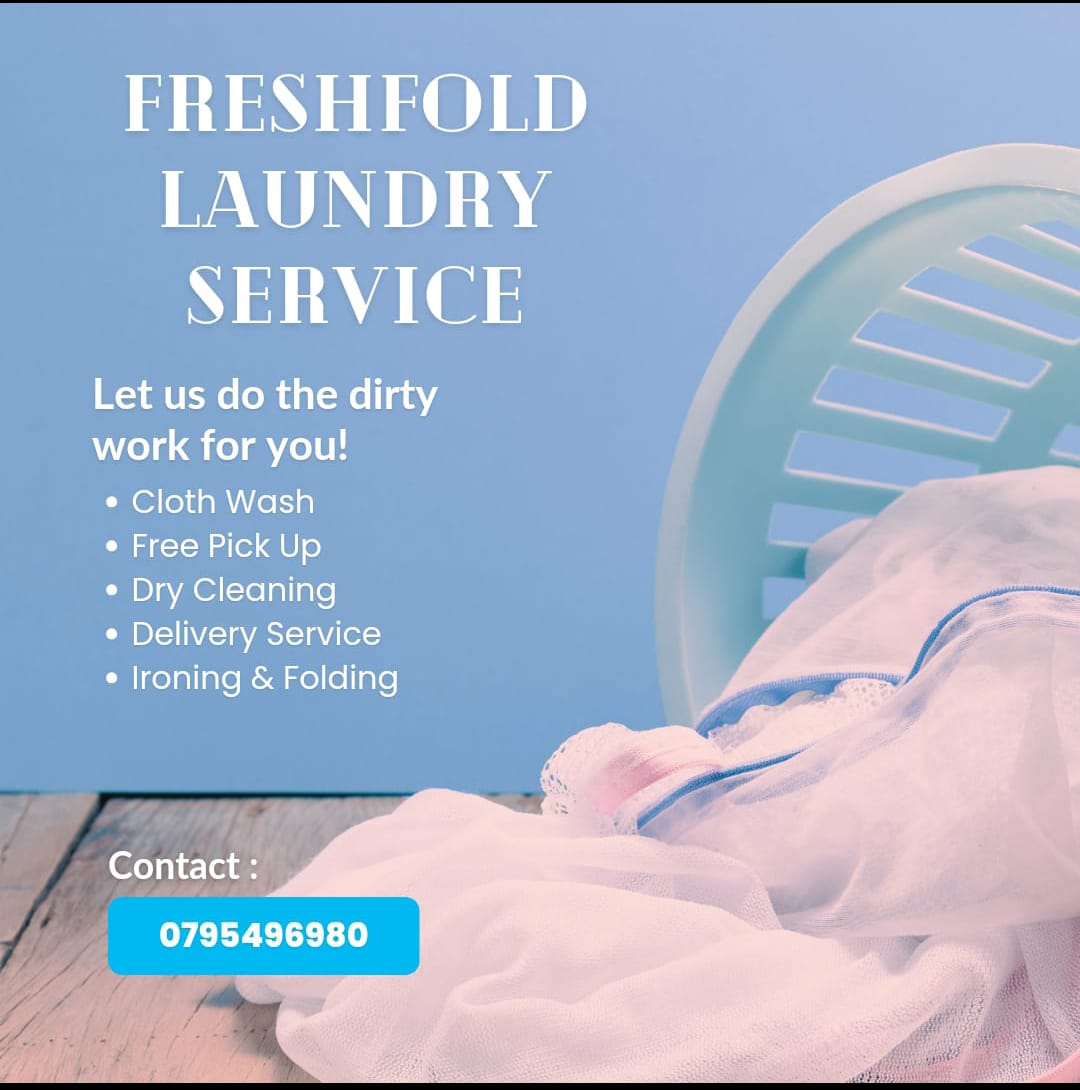 FRESHFOLD
LAUNDRY
SERVICE
Let us do the dirty
work for you!
• Cloth Wash
• Free Pick Up
• Dry Cleaning
• Delivery Service
• Ironing & Folding
Contact :
0795496980